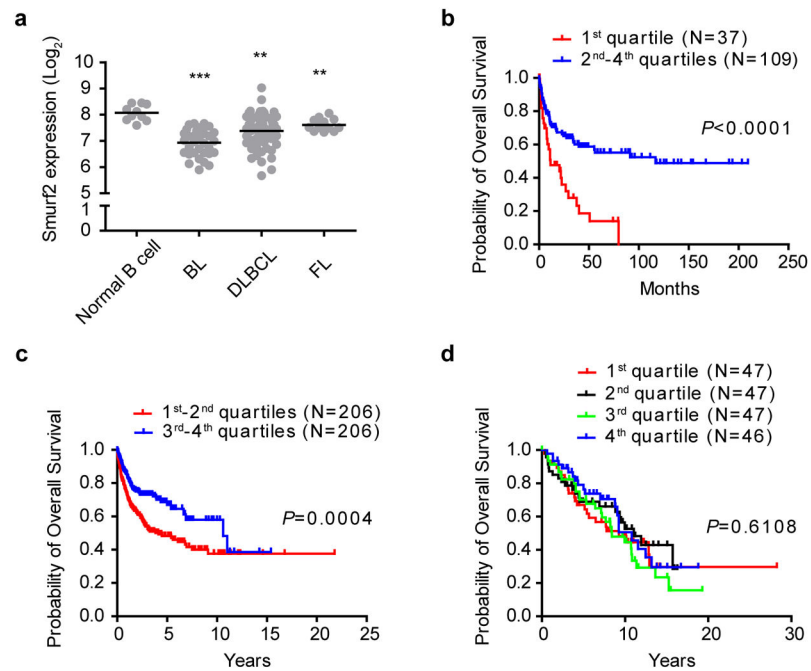 a
Smurf2 expression (Log2)
10
9
8
7
6
1
0
***
**
**
Normal B cell
BL
DLBCL
FL
b
1st quartile (N=37)
2nd-4th quartiles (N=109)
Probability of Overall Survival
1.0
0.8
0.6
0.4
0.2
0.0
P<0.0001
0 50 100 150 200 250
Months
c
1st-2nd quartiles (N=206)
3rd-4th quartiles (N=206)
Probability of Overall Survival
1.0
0.8
0.6
0.4
0.2
0.0
P=0.0004
0 5 10 15 20 25
Years
d
1st quartile (N=47)
2nd quartile (N=47)
3rd quartile (N=47)
4th quartile (N=46)
Probability of Overall Survival
1.0
0.8
0.6
0.4
0.2
0.0
P=0.6108
0 10 20 30
Years